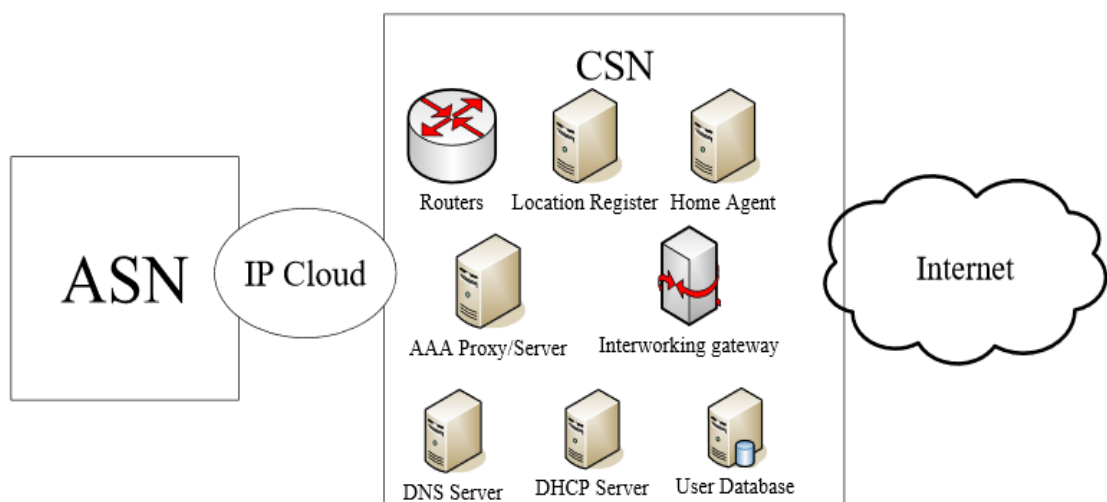 CSN
Routers
Location Register
Home Agent
ASN
IP Cloud
Internet
AAA Proxy/Server
Interworking gateway
DNS Server
DHCP Server
User Database